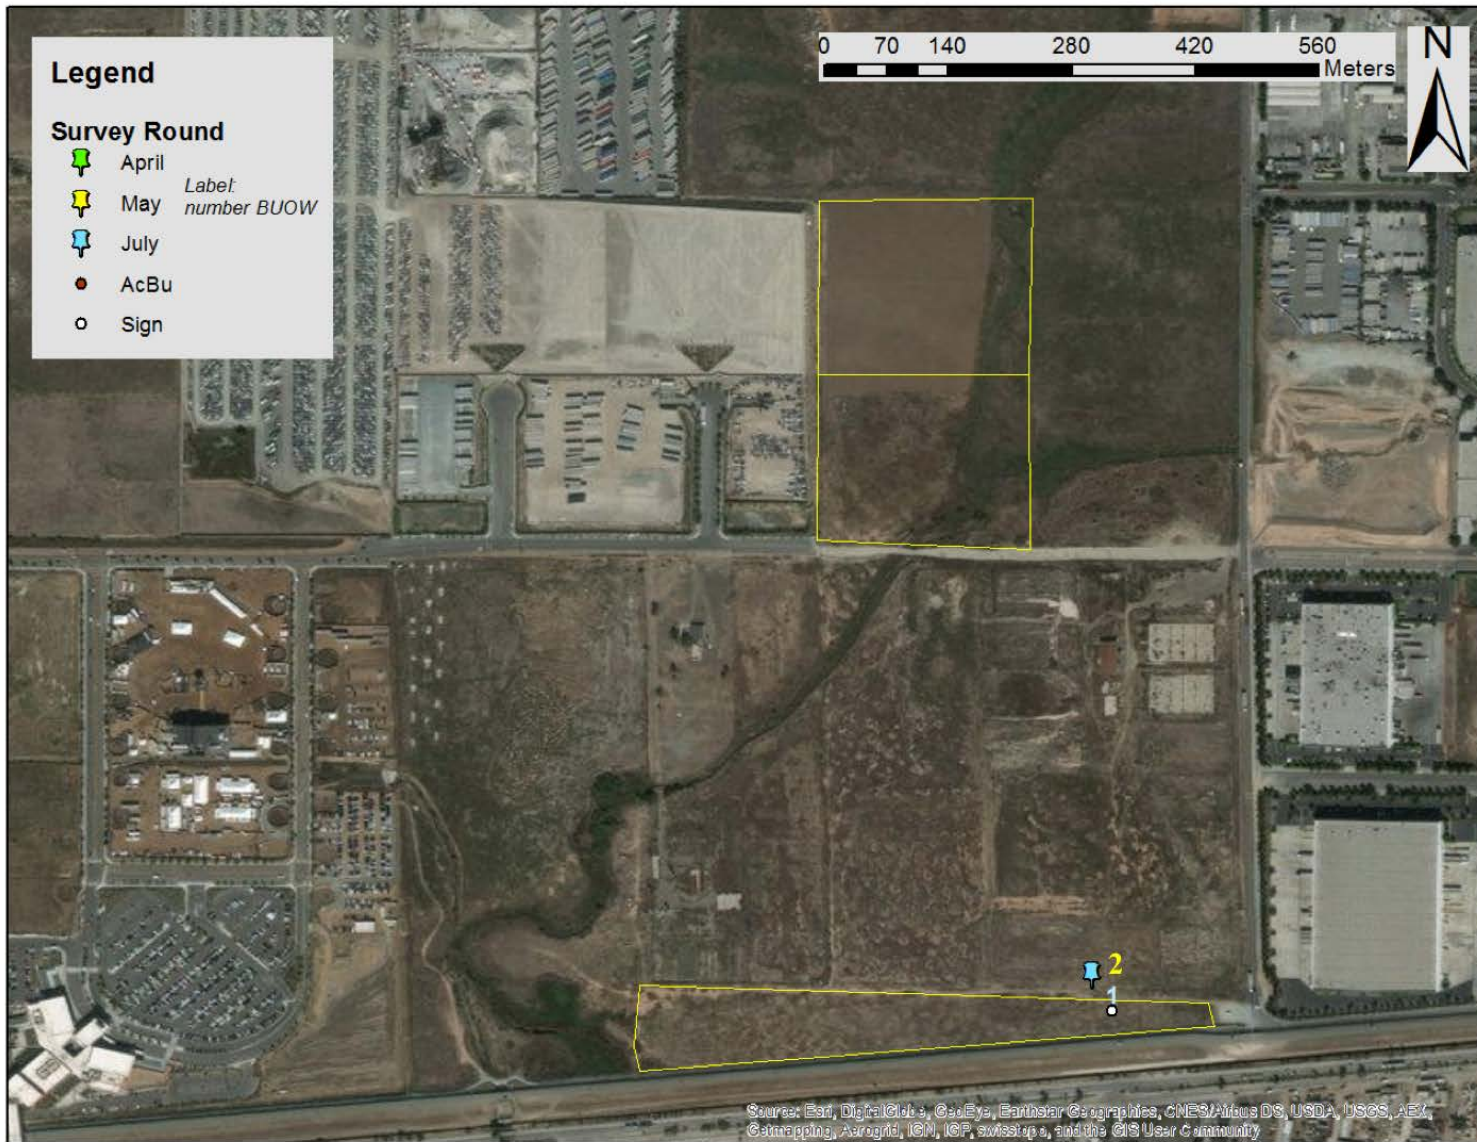 Legend
Survey Round
April
May
Label:
number BUOW
July
AcBu
Sign
0 70 140 280 420 560
Meters
N
2
1
Source: Esri, DigitalGlobe, GeoEye, Earthstar Geographics, CNES/Airbus DS, USDA, USGS, AEX,
Getmapping, Aerogrid, IGN, IGP, swisstopo, and the GIS User Community